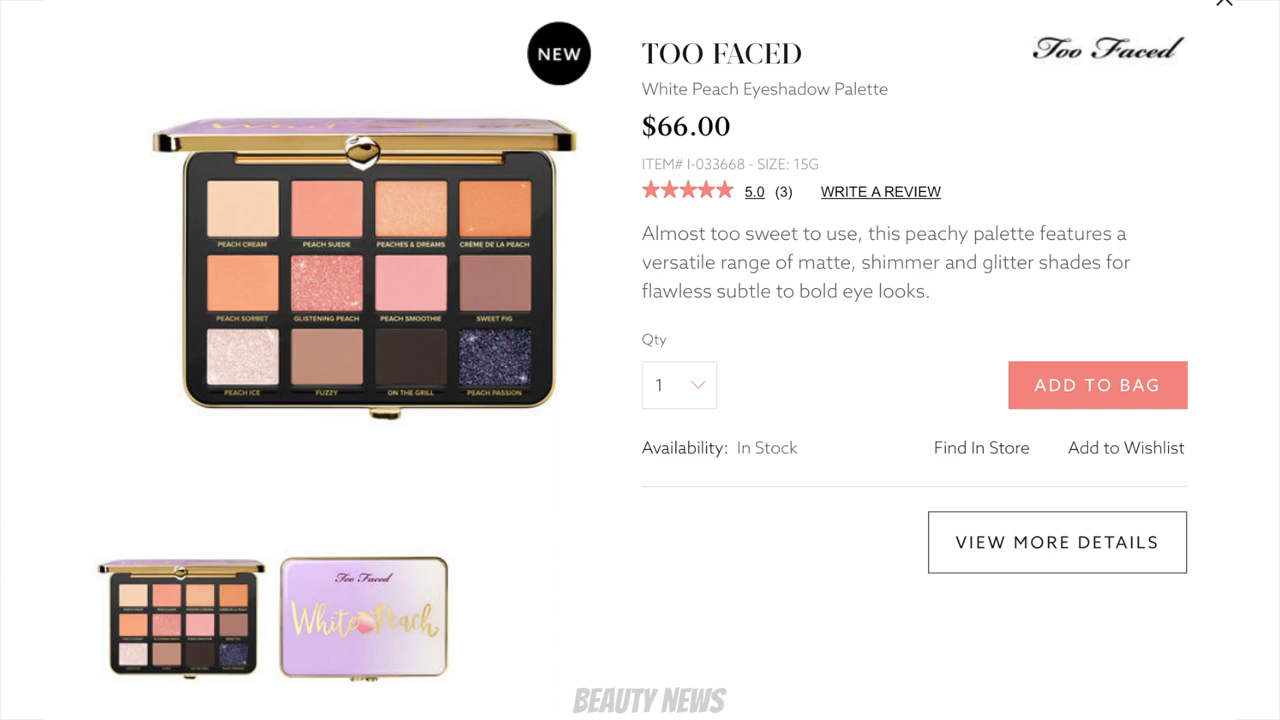 NEW
TOO FACED
Too Faced
White Peach Eyeshadow Palette
$66.00
ITEM# I-033668 - SIZE: 15G
5.0 (3) WRITE A REVIEW
Almost too sweet to use, this peachy palette features a
versatile range of matte, shimmer and glitter shades for
flawless subtle to bold eye looks.
Qty
1
ADD TO BAG
Availability: In Stock
Find In Store
Add to Wishlist
VIEW MORE DETAILS
PEACH CREAM
PEACH SUEDE
PEACHES & DREAMS
CRÈME DE LA PEACH
PEACH SORBET
GLISTENING PEACH
PEACH SMOOTHIE
SWEET FIG
PEACH ICE
FUZZY
ON THE GRILL
PEACH PASSION
Too Faced
White Peach
BEAUTY NEWS